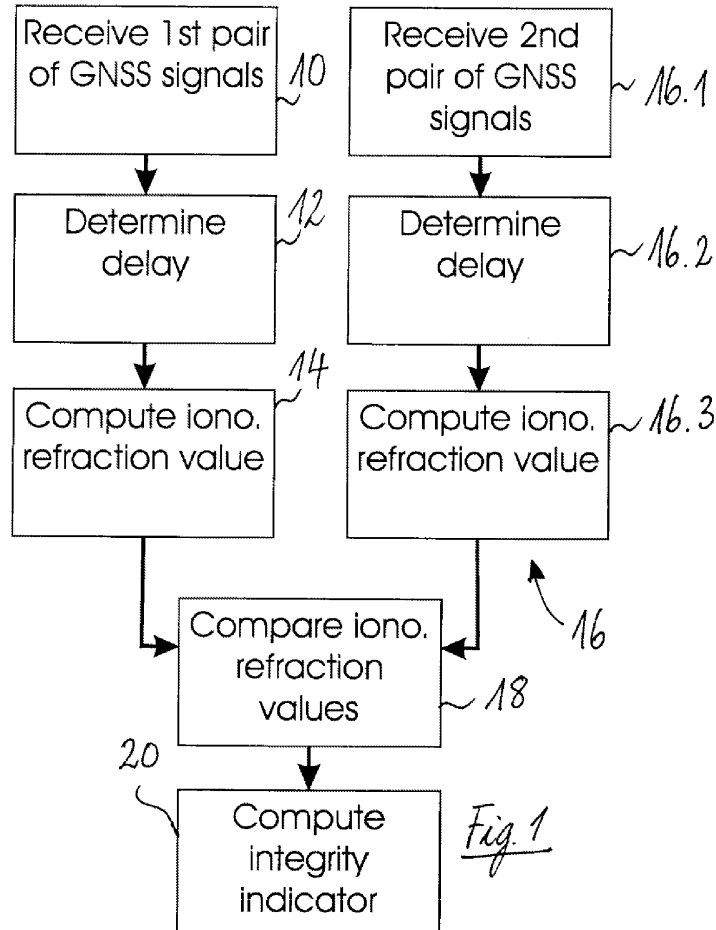 Receive 1st pair
of GNSS signals
10
Receive 2nd
pair of GNSS
signals
16.1
Determine
delay
12
Determine
delay
16.2
Compute iono.
refraction value
14
Compute iono.
refraction value
16.3
16
Compare iono.
refraction
values
18
20
Compute
integrity
indicator
Fig. 1